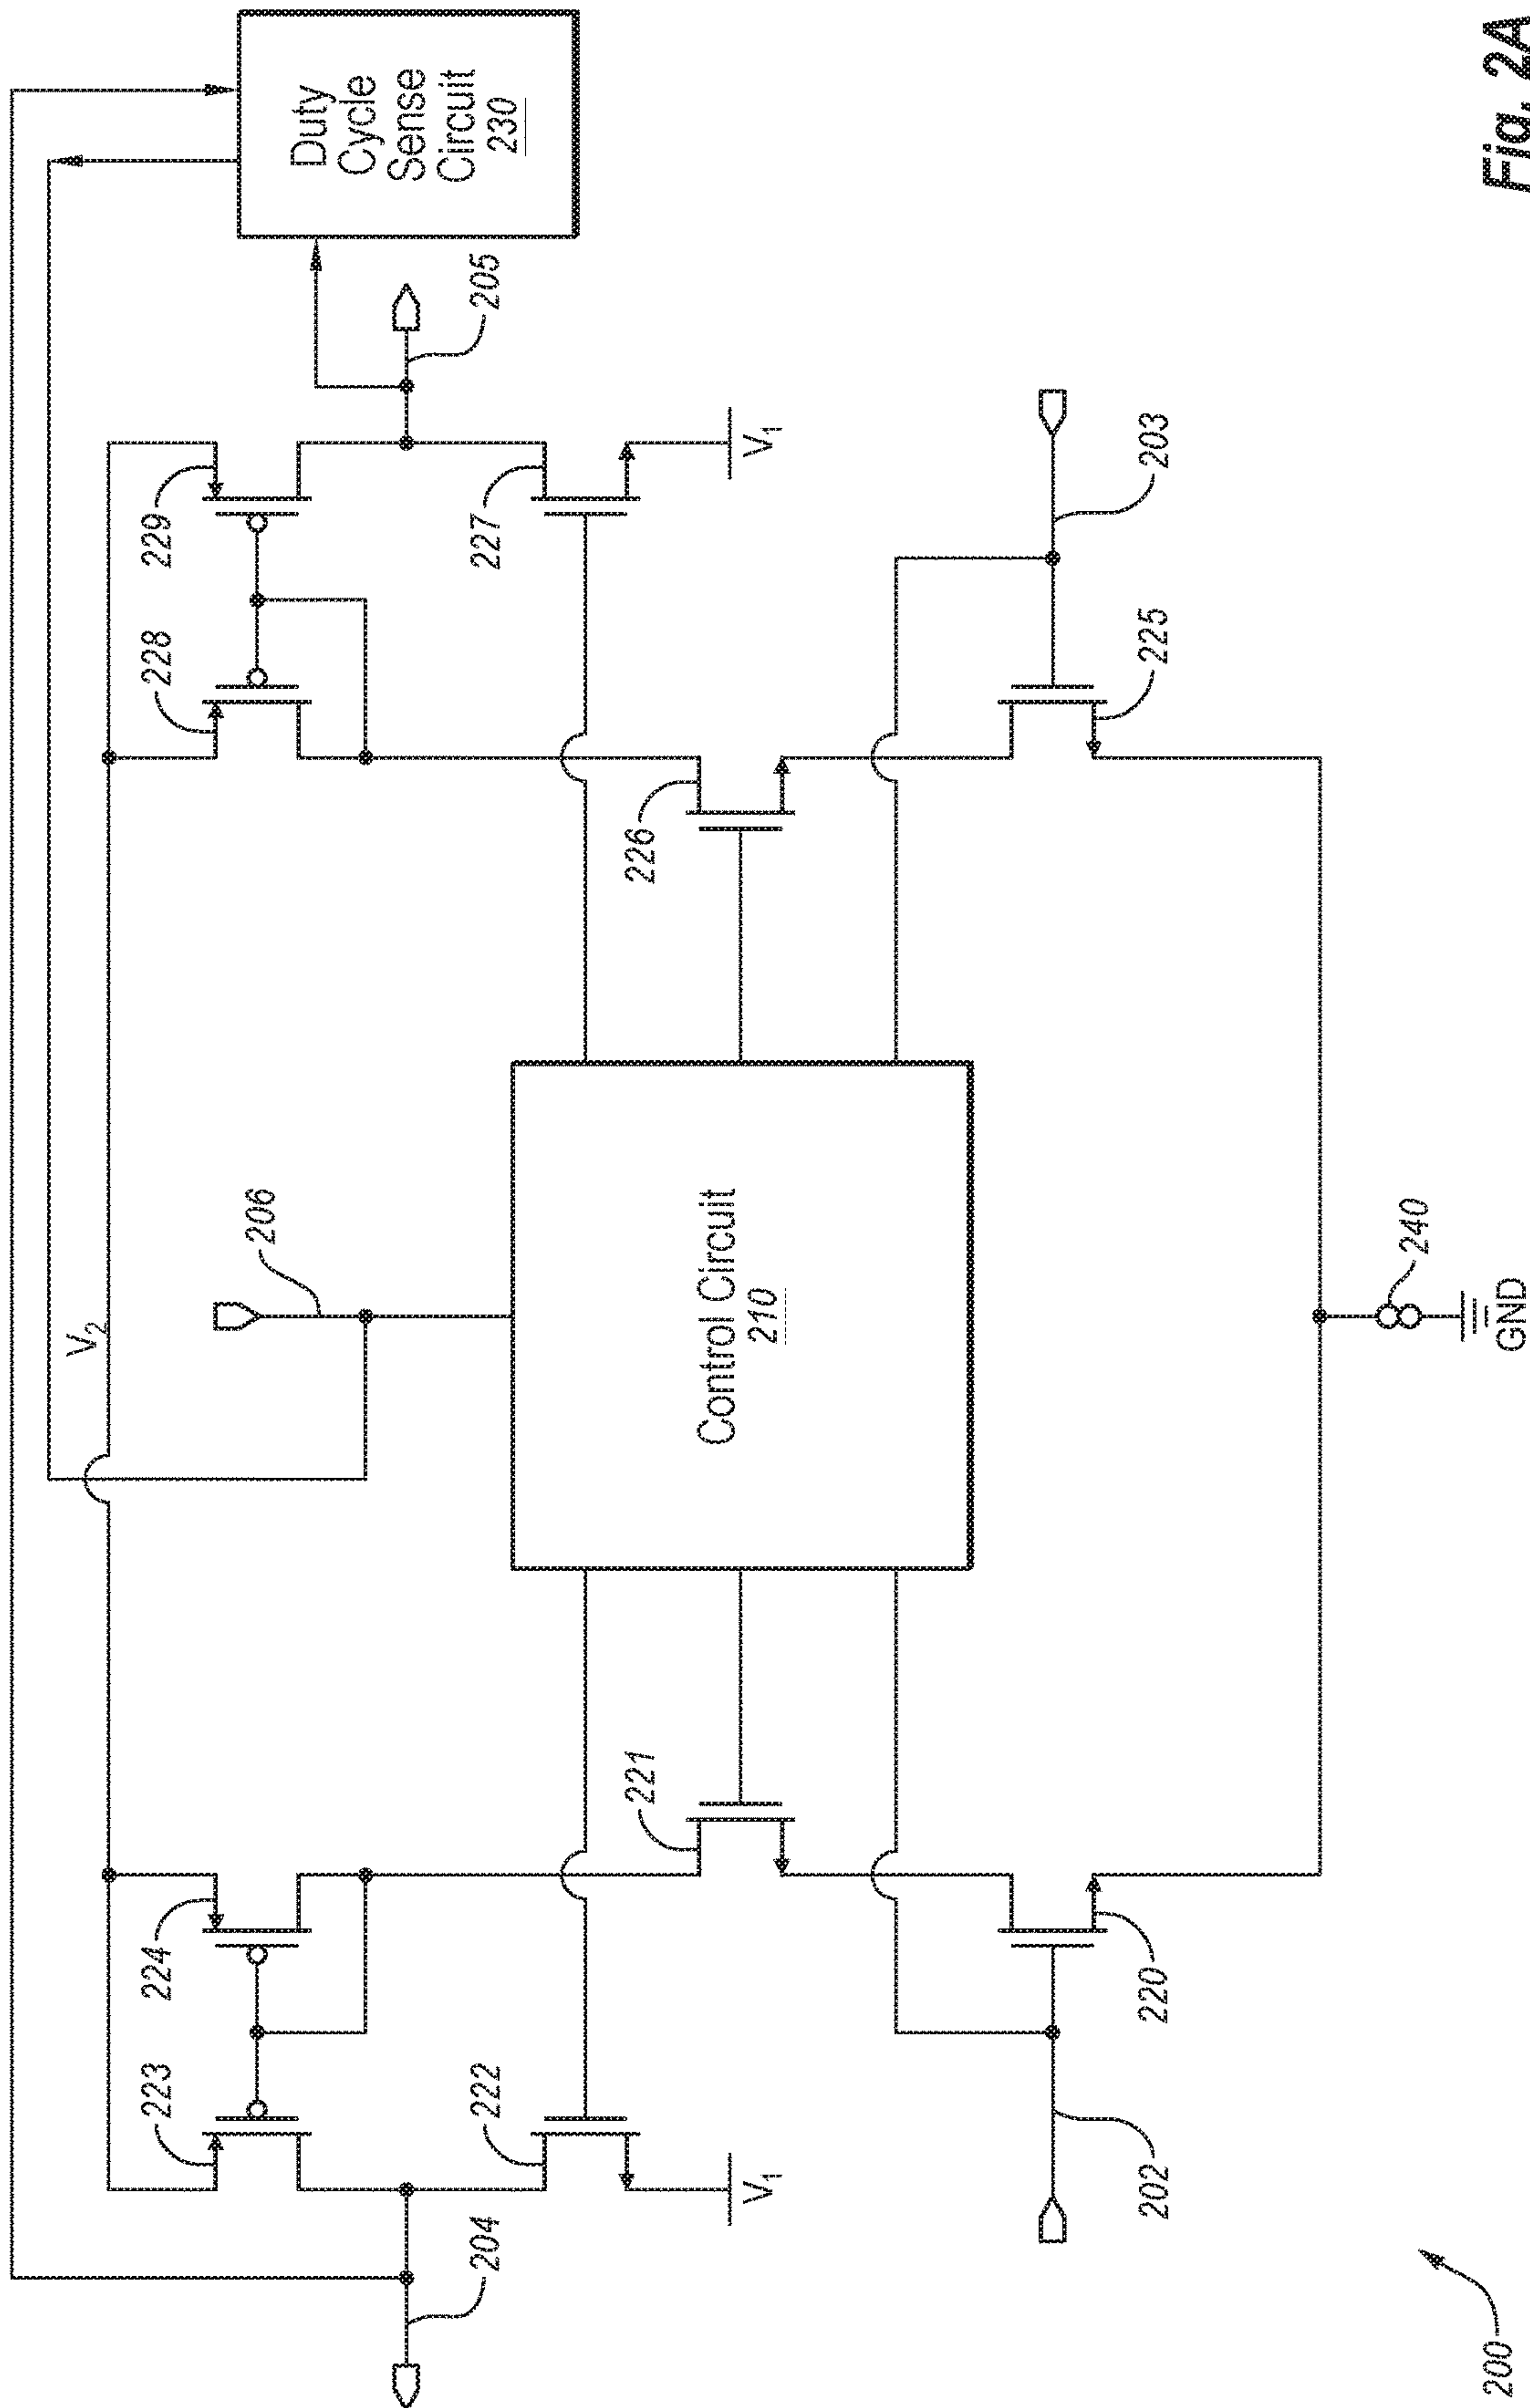 Duty
Cycle
Sense
Circuit
230
V2
206
223
224
228
229
204
205
222
221
226
227
V1
V1
Control Circuit
210
202
220
225
203
240
GND
200
Fig. 2A